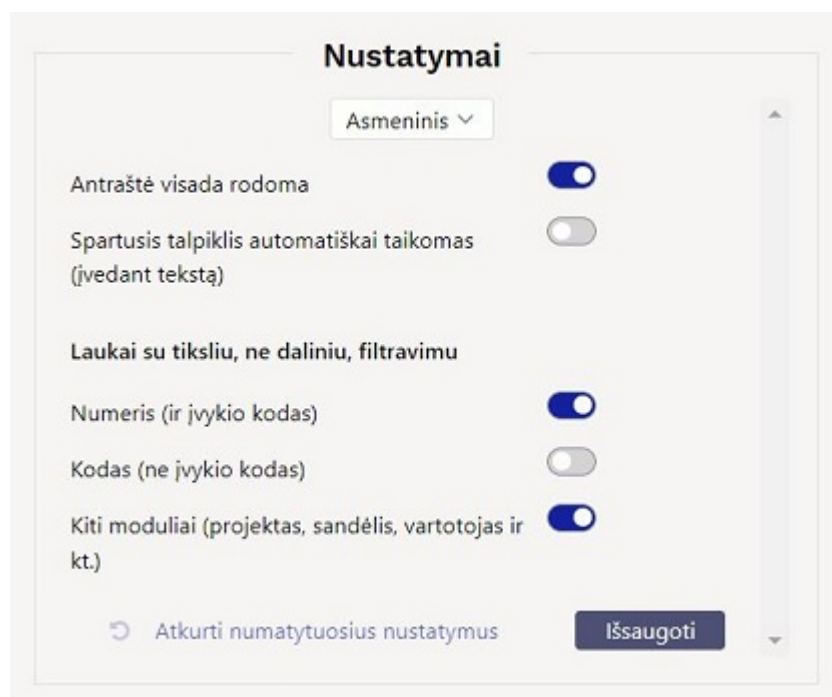 Nustatymai
Asmeninis
Antraštė visada rodoma
Spartusis talpiklis automatiškai taikomas
(įvedant tekstą)
Laukai su tiksliu, ne daliniu, filtravimu
Numeris (ir įvykio kodas)
Kodas (ne įvykio kodas)
Kiti moduliai (projektas, sandėlis, vartotojas ir
kt.)
Atkurti numatytuosius nustatymus
Išsaugoti